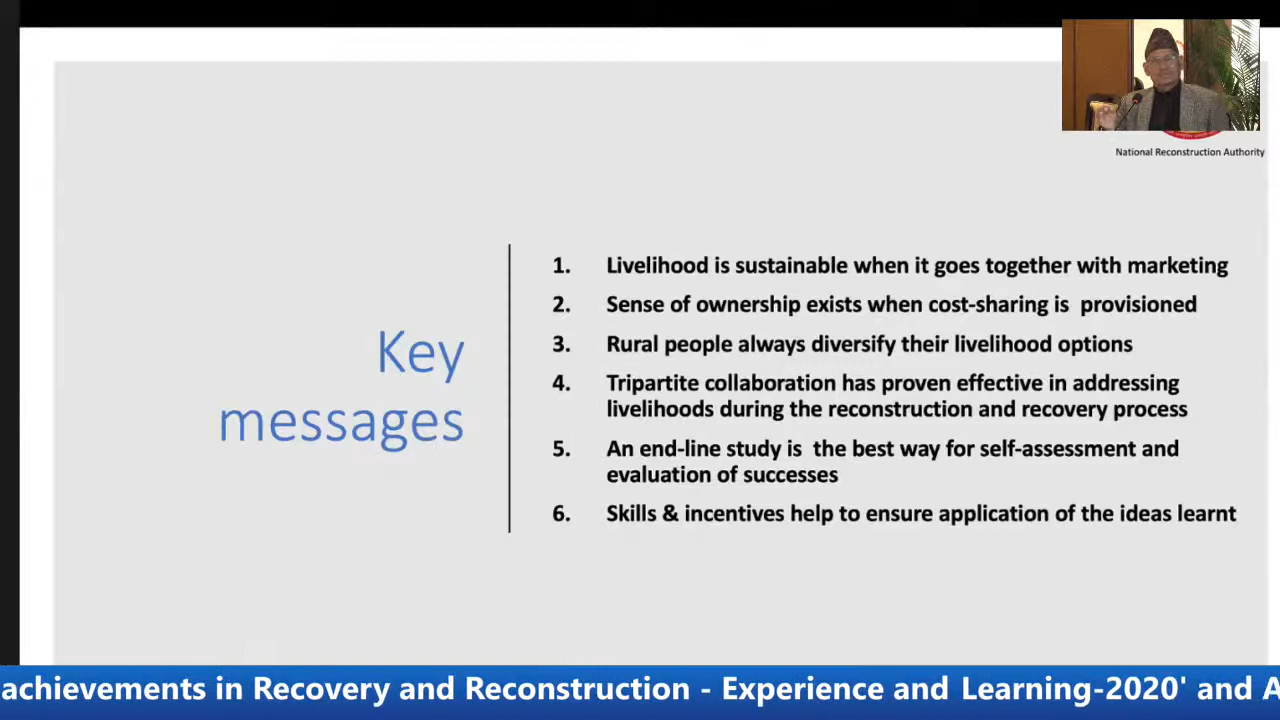 National Reconstruction Authority
Key
messages
1. Livelihood is sustainable when it goes together with marketing
2. Sense of ownership exists when cost-sharing is  provisioned
3. Rural people always diversify their livelihood options
4. Tripartite collaboration has proven effective in addressing
livelihoods during the reconstruction and recovery process
5. An end-line study is  the best way for self-assessment and
evaluation of successes
6. Skills & incentives help to ensure application of the ideas learnt
achievements in Recovery and Reconstruction - Experience and Learning-2020' and A